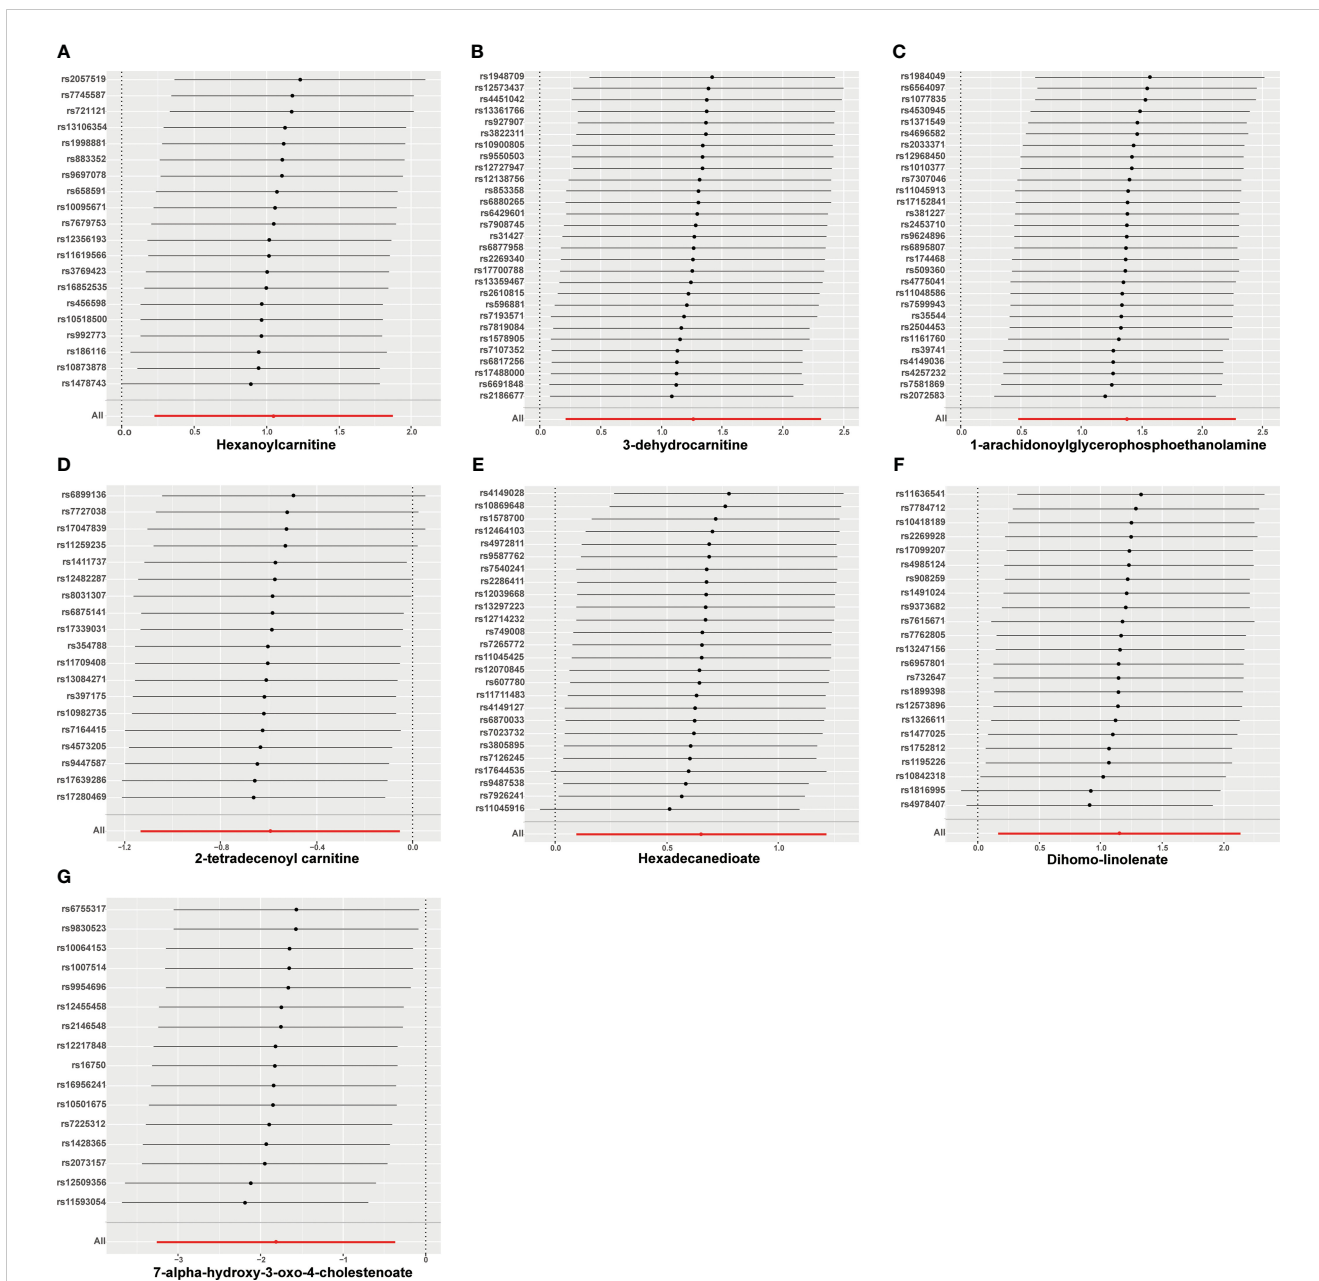 A
rs2057519
rs7745587
rs721121
rs13106354
rs1998881
rs883352
rs9697078
rs658591
rs10095671
rs7679753
rs12356193
rs11619566
rs3769423
rs16852535
rs456598
rs10518500
rs992773
rs186116
rs10873878
rs1478743
All
0.0 0.5 1.0 1.5 2.0
Hexanoylcarnitine
B
rs1948709
rs12573437
rs4451042
rs13361766
rs927907
rs3822311
rs10900805
rs9550503
rs12727947
rs12138756
rs853358
rs6880265
rs6429601
rs7908745
rs31427
rs6877958
rs2269340
rs17700788
rs13359467
rs2610815
rs596881
rs7193571
rs7819084
rs1578905
rs7107352
rs6817256
rs17488000
rs6691848
rs2186677
All
0.0 0.5 1.0 1.5 2.0 2.5
3-dehydrocarnitine
C
rs1984049
rs6564097
rs1077835
rs4530945
rs1371549
rs4696582
rs2033371
rs12968450
rs1010377
rs7307046
rs11045913
rs17152841
rs381227
rs2453710
rs9624896
rs6895807
rs174468
rs509360
rs4775041
rs11048586
rs7599943
rs35544
rs2504453
rs1161760
rs39741
rs4149036
rs4257232
rs7581869
rs2072583
All
0.0 0.5 1.0 1.5 2.0 2.5
1-arachidonoylglycerophosphoethanolamine
D
rs6899136
rs7727038
rs17047839
rs11259235
rs1411737
rs12482287
rs8031307
rs6875141
rs17339031
rs354788
rs11709408
rs13084271
rs397175
rs10982735
rs7164415
rs4573205
rs9447587
rs17639286
rs17280469
All
−1.2 −0.8 −0.4 0.0
2-tetradecenoyl carnitine
E
rs4149028
rs10869648
rs1578700
rs12464103
rs4972811
rs9587762
rs7540241
rs2286411
rs12039668
rs13297223
rs12714232
rs749008
rs7265772
rs11045425
rs12070845
rs607780
rs11711483
rs4149127
rs6870033
rs7023732
rs3805895
rs7126245
rs17644535
rs9487538
rs7926241
rs11045916
All
0.0 0.5 1.0
Hexadecanedioate
F
rs11636541
rs7784712
rs10418189
rs2269928
rs17099207
rs4985124
rs908259
rs1491024
rs9373682
rs7615671
rs7762805
rs13247156
rs6957801
rs732647
rs1899398
rs12573896
rs1326611
rs1477025
rs1752812
rs1195226
rs10842318
rs1816995
rs4978407
All
0.0 0.5 1.0 1.5 2.0
Dihomo-linolenate
G
rs6755317
rs9830523
rs10064153
rs1007514
rs9954696
rs12455458
rs2146548
rs12217848
rs16750
rs16956241
rs10501675
rs7225312
rs1428365
rs2073157
rs12509356
rs11593054
All
−3 −2 −1 0
7-alpha-hydroxy-3-oxo-4-cholestenoate